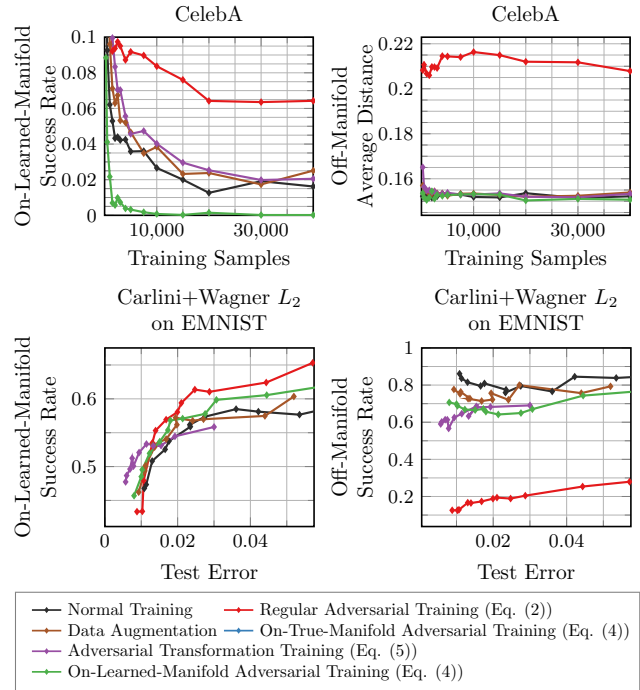 CelebA
On-Learned-Manifold
Success Rate
0.1
0.08
0.06
0.04
0.02
0
10,000
30,000
Training Samples
CelebA
Off-Manifold
Average Distance
0.22
0.2
0.18
0.16
10,000
30,000
Training Samples
Carlini+Wagner L2
on EMNIST
On-Learned-Manifold
Success Rate
0.6
0.5
0
0.02
0.04
Test Error
Carlini+Wagner L2
on EMNIST
Off-Manifold
Success Rate
1
0.8
0.6
0.4
0.2
0.02
0.04
Test Error
Normal Training
Regular Adversarial Training (Eq. (2))
Data Augmentation
On-True-Manifold Adversarial Training (Eq. (4))
Adversarial Transformation Training (Eq. (5))
On-Learned-Manifold Adversarial Training (Eq. (4))